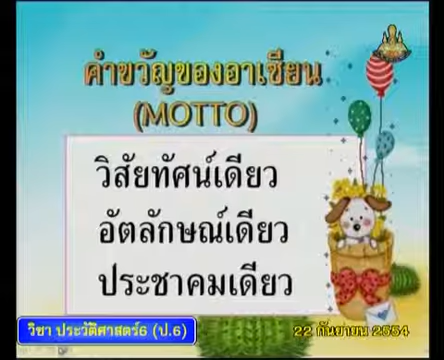 คำขวัญของอาเซียน
(MOTTO)
วิสัยทัศน์เดียว
อัตลักษณ์เดียว
ประชาคมเดียว
วิชา ประวัติศาสตร์6 (ป.6)
22 กันยายน 2554